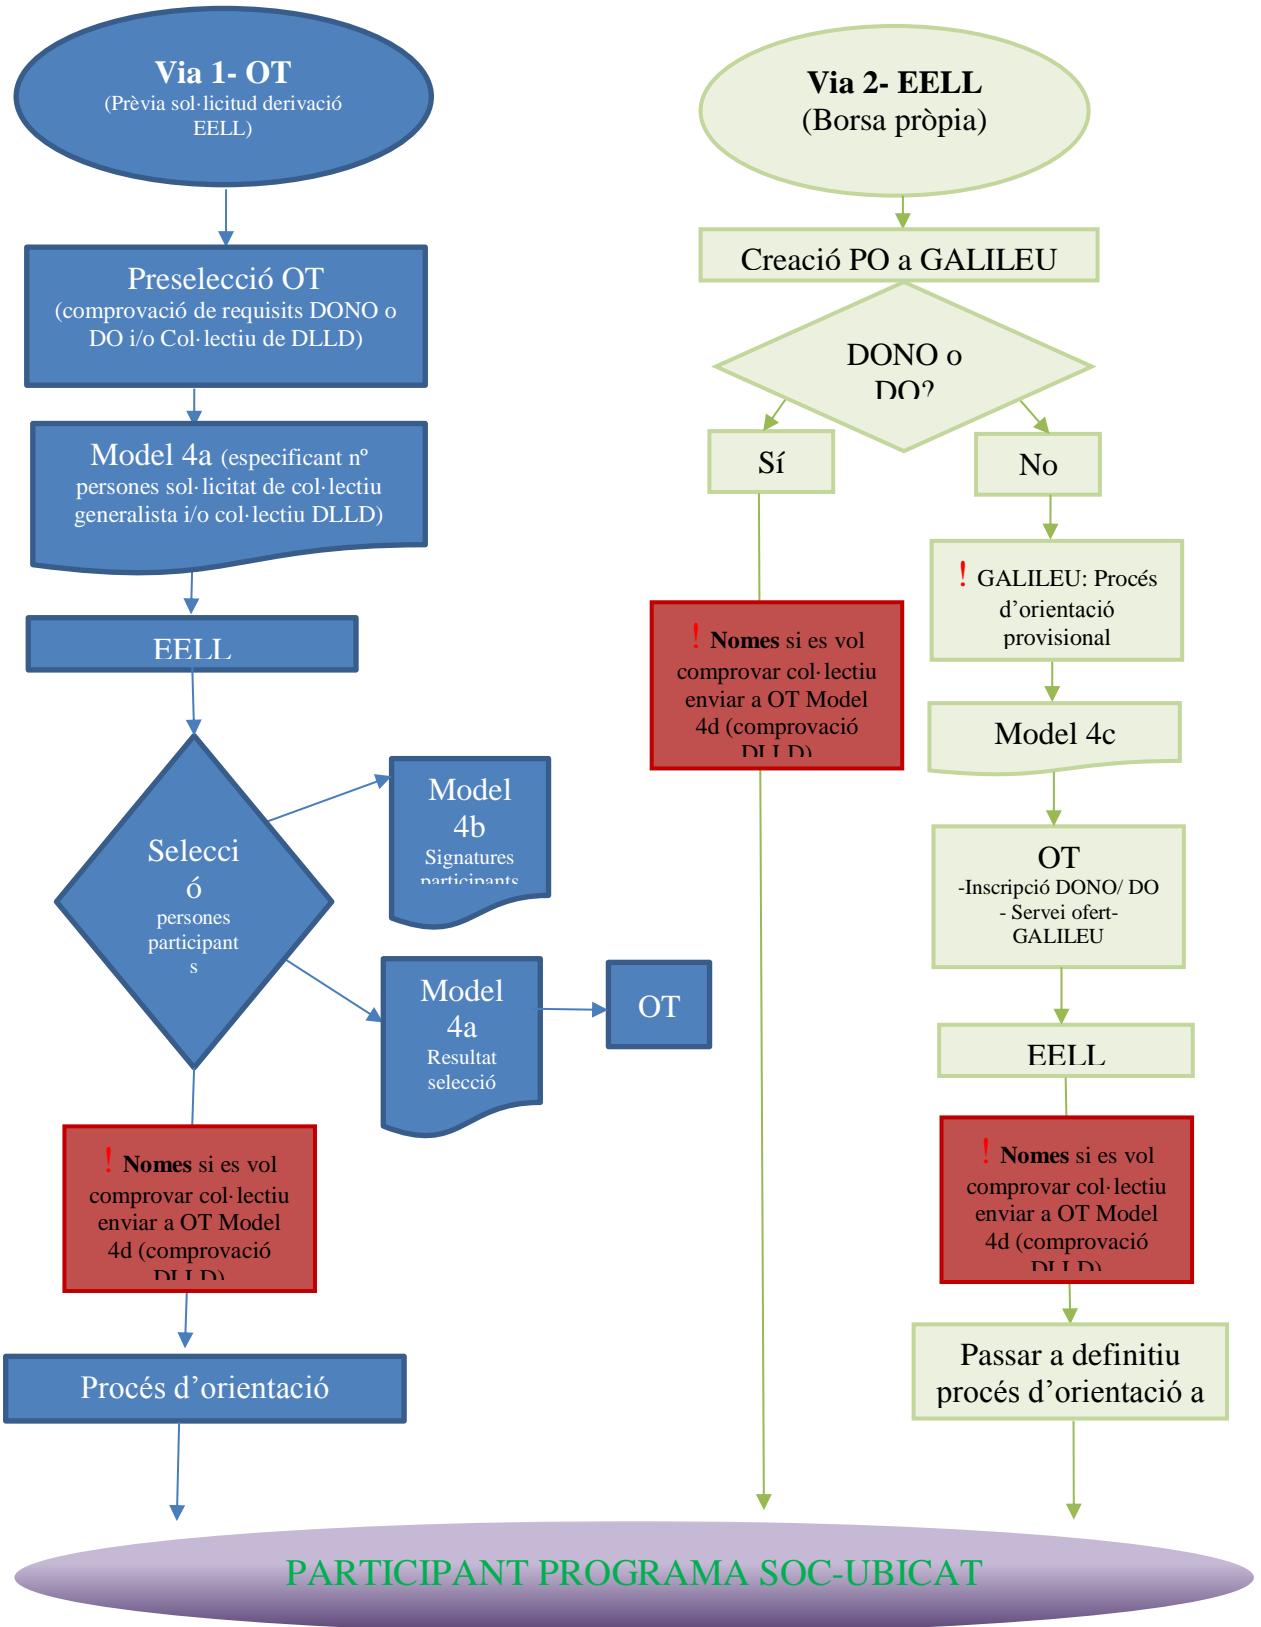 Via 1- OT
(Prèvia sol·licitud derivació
EELL)
Preselecció OT
(comprovació de requisits DONO o
DO i/o Col·lectiu de DLLD)
Model 4a (especificant nº
persones sol·licitat de col·lectiu
generalista i/o col·lectiu DLLD)
EELL
Selecci
ó
persones
participant
s
Model
4b
Signatures
participants
Model
4a
Resultat
selecció
OT
! Nomes si es vol
comprovar col·lectiu
enviar a OT Model
4d (comprovació
DLLD)
Procés d’orientació
Via 2- EELL
(Borsa pròpia)
Creació PO a GALILEU
DONO o
DO?
Sí
No
! Nomes si es vol
comprovar col·lectiu
enviar a OT Model
4d (comprovació
DLLD)
! GALILEU: Procés
d’orientació
provisional
Model 4c
OT
-Inscripció DONO/ DO
- Servei ofert-
GALILEU
EELL
! Nomes si es vol
comprovar col·lectiu
enviar a OT Model
4d (comprovació
DLLD)
Passar a definitiu
procés d’orientació a
PARTICIPANT PROGRAMA SOC-UBICAT